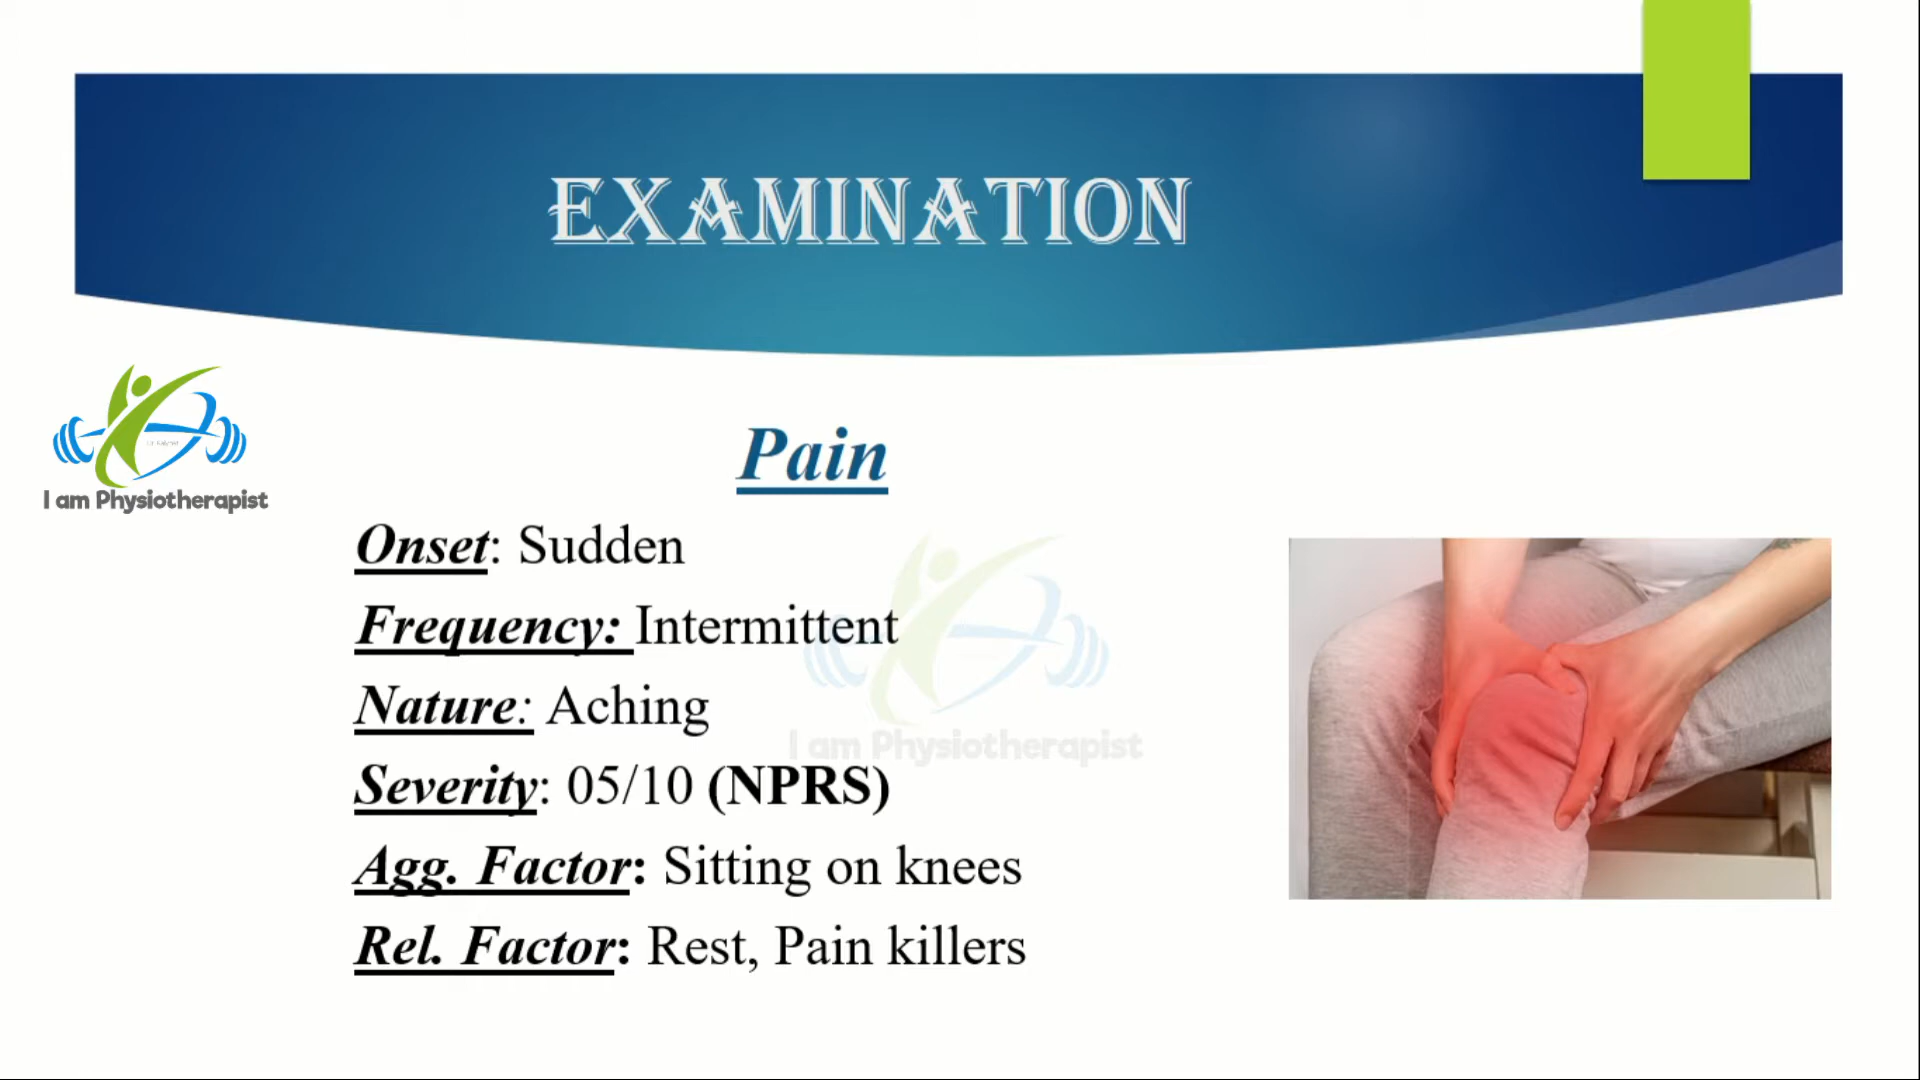 EXAMINATION
I am Physiotherapist
Pain
Onset: Sudden
Frequency: Intermittent
Nature: Aching
Severity: 05/10 (NPRS)
Agg. Factor: Sitting on knees
Rel. Factor: Rest, Pain killers
I am Physiotherapist